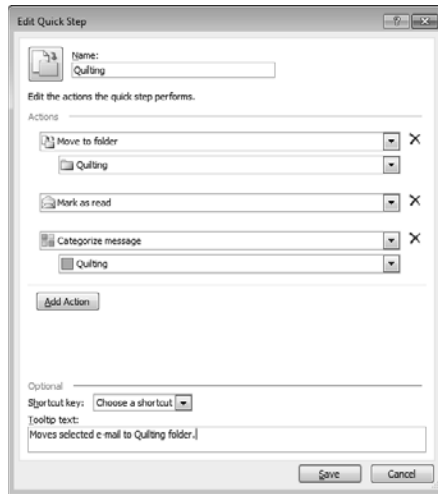 Edit Quick Step
Name:
Quilting
Edit the actions the quick step performs.
Actions
Move to folder
Quilting
Mark as read
Categorize message
Quilting
Add Action
Optional
Shortcut key: Choose a shortcut
Tooltip text:
Moves selected e-mail to Quilting folder.
Save Cancel